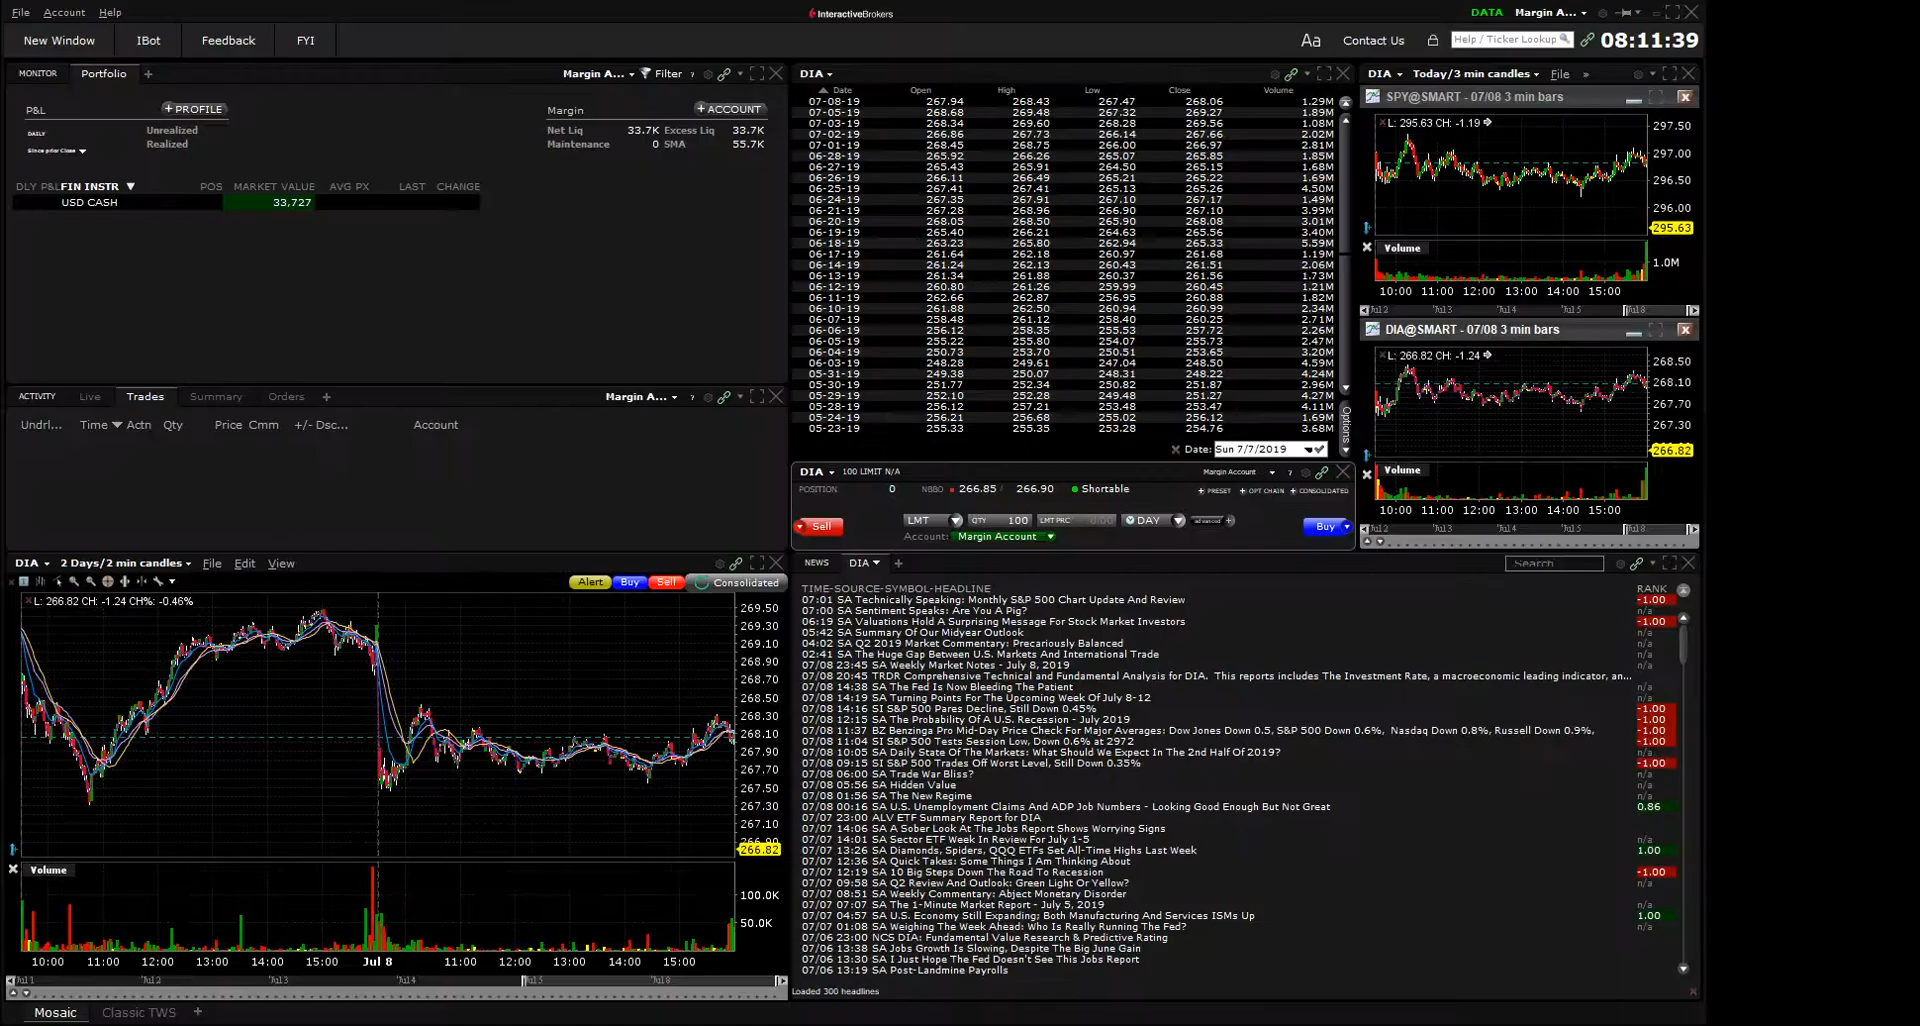 File Account Help
InteractiveBrokers
DATA Margin A...
New Window IBot Feedback FYI
Aa Contact Us Help / Ticker Lookup 08:11:39
MONITOR Portfolio + Margin A... Filter ?
P&L + PROFILE Margin + ACCOUNT
DAILY Unrealized Net Liq 33.7K Excess Liq 33.7K
Since prior Close Realized Maintenance 0 SMA 55.7K
DLY P&L FIN INSTR POS MARKET VALUE AVG PX LAST CHANGE
USD CASH 33,727
ACTIVITY Live Trades Summary Orders + Margin A... ?
Undrl... Time Actn Qty Price Cmm +/- Dsc... Account
DIA
Date Open High Low Close Volume
07-08-19 267.94 268.43 267.47 268.06 1.29M
07-05-19 268.68 269.48 267.32 269.27 1.89M
07-03-19 268.34 269.60 268.28 269.56 1.08M
07-02-19 266.86 267.73 266.14 267.66 2.02M
07-01-19 268.45 268.75 266.00 266.97 2.81M
06-28-19 265.92 266.26 265.07 265.85 1.85M
06-27-19 265.43 265.91 264.50 265.15 1.68M
06-26-19 266.11 266.49 265.21 265.22 1.69M
06-25-19 267.41 267.41 265.13 265.26 4.50M
06-24-19 267.35 267.91 267.10 267.17 1.49M
06-21-19 267.28 268.96 266.90 267.10 3.99M
06-20-19 268.05 268.50 265.90 268.08 3.01M
06-19-19 265.40 266.21 264.63 265.56 3.40M
06-18-19 263.23 265.80 262.94 265.33 5.59M
06-17-19 261.64 262.18 260.97 261.68 1.19M
06-14-19 261.24 262.13 260.43 261.51 2.06M
06-13-19 261.34 261.88 260.37 261.56 1.73M
06-12-19 260.80 261.26 259.99 260.45 1.21M
06-11-19 262.66 262.87 256.95 260.88 1.82M
06-10-19 261.88 262.50 260.94 260.99 2.34M
06-07-19 258.48 261.12 258.40 260.25 2.71M
06-06-19 256.12 258.35 255.53 257.72 2.26M
06-05-19 255.22 255.80 254.07 255.73 2.47M
06-04-19 250.73 253.70 250.51 253.65 3.20M
06-03-19 248.28 249.61 247.04 248.50 4.59M
05-31-19 249.38 250.07 248.31 248.22 4.24M
05-30-19 251.77 252.34 250.82 251.87 2.96M
05-29-19 252.10 252.28 249.48 251.27 4.27M
05-28-19 256.12 257.21 253.48 253.47 4.11M
05-24-19 256.21 256.68 255.02 256.12 1.69M
05-23-19 255.33 255.35 253.28 254.76 3.68M
Options
Date: Sun 7/7/2019
DIA 100 LIMIT N/A Margin Account ?
POSITION 0 NBBO 266.85 / 266.90 Shortable + PRESET + OPT CHAIN + CONSOLIDATED
Sell LMT QTY 100 LMT PRC 0.00 DAY advanced + Buy
Account: Margin Account
DIA Today/3 min candles File »
SPY@SMART - 07/08 3 min bars
L: 295.63 CH: -1.19
297.50
297.00
296.50
295.63
Volume
1.0M
10:00 11:00 12:00 13:00 14:00 15:00
Jul2 Jul3 Jul4 Jul5 Jul8
DIA@SMART - 07/08 3 min bars
L: 266.82 CH: -1.24
268.50
268.10
267.70
267.30
266.82
Volume
10:00 11:00 12:00 13:00 14:00 15:00
Jul2 Jul3 Jul4 Jul5 Jul8
DIA 2 Days/2 min candles File Edit View
Alert Buy Sell Consolidated
L: 266.82 CH: -1.24 CH%: -0.46%
269.50
269.30
269.10
268.90
268.70
268.50
268.30
268.10
267.90
267.70
267.50
267.30
267.10
266.90
266.82
Volume
100.0K
50.0K
10:00 11:00 12:00 13:00 14:00 15:00 Jul 8 11:00 12:00 13:00 14:00 15:00
Jul1 Jul2 Jul3 Jul4 Jul5 Jul8
NEWS DIA + Search
TIME-SOURCE-SYMBOL-HEADLINE RANK
07:01 SA Technically Speaking: Monthly S&P 500 Chart Update And Review -1.00
07:00 SA Sentiment Speaks: Are You A Pig? n/a
06:19 SA Valuations Hold A Surprising Message For Stock Market Investors -1.00
05:42 SA Summary Of Our Midyear Outlook n/a
04:02 SA Q2 2019 Market Commentary: Precariously Balanced n/a
02:41 SA The Huge Gap Between U.S. Markets And International Trade n/a
07/08 23:45 SA Weekly Market Notes - July 8, 2019 n/a
07/08 20:45 TRDR Comprehensive Technical and Fundamental Analysis for DIA. This reports includes The Investment Rate, a macroeconomic leading indicator, an...
07/08 14:38 SA The Fed Is Now Bleeding The Patient n/a
07/08 14:19 SA Turning Points For The Upcoming Week Of July 8-12 n/a
07/08 14:16 SI S&P 500 Pares Decline, Still Down 0.45% -1.00
07/08 12:15 SA The Probability Of A U.S. Recession - July 2019 -1.00
07/08 11:37 BZ Benzinga Pro Mid-Day Price Check For Major Averages: Dow Jones Down 0.5, S&P 500 Down 0.6%, Nasdaq Down 0.8%, Russell Down 0.9%, -1.00
07/08 11:04 SI S&P 500 Tests Session Low, Down 0.6% at 2972 -1.00
07/08 10:05 SA Daily State Of The Markets: What Should We Expect In The 2nd Half Of 2019? n/a
07/08 09:15 SI S&P 500 Trades Off Worst Level, Still Down 0.35% -1.00
07/08 06:00 SA Trade War Bliss? n/a
07/08 05:56 SA Hidden Value n/a
07/08 01:56 SA The New Regime n/a
07/08 00:16 SA U.S. Unemployment Claims And ADP Job Numbers - Looking Good Enough But Not Great 0.86
07/07 23:00 ALV ETF Summary Report for DIA
07/07 14:06 SA A Sober Look At The Jobs Report Shows Worrying Signs
07/07 14:01 SA Sector ETF Week In Review For July 1-5 n/a
07/07 13:26 SA Diamonds, Spiders, QQQ ETFs Set All-Time Highs Last Week 1.00
07/07 12:36 SA Quick Takes: Some Things I Am Thinking About n/a
07/07 12:19 SA 10 Big Steps Down The Road To Recession -1.00
07/07 09:58 SA Q2 Review And Outlook: Green Light Or Yellow? n/a
07/07 08:51 SA Weekly Commentary: Abject Monetary Disorder
07/07 07:07 SA The 1-Minute Market Report - July 5, 2019 n/a
07/07 04:57 SA U.S. Economy Still Expanding; Both Manufacturing And Services ISMs Up 1.00
07/07 01:08 SA Weighing The Week Ahead: Who Is Really Running The Fed? n/a
07/06 23:00 NCS DIA: Fundamental Value Research & Predictive Rating
07/06 13:38 SA Jobs Growth Is Slowing, Despite The Big June Gain
07/06 13:30 SA I Just Hope The Fed Doesn't See This Jobs Report
07/06 13:19 SA Post-Landmine Payrolls
Loaded 300 headlines
Mosaic Classic TWS +